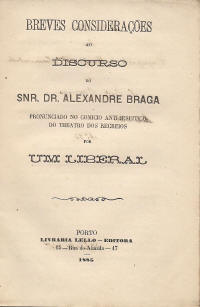 BREVES CONSIDERAÇÕES
AO
DISCURSO
DO
SNR. DR. ALEXANDRE BRAGA
PRONUNCIADO NO COMICIO ANTI-JESUITICO
DO THEATRO DOS RECREIOS
POR
UM LIBERAL
PORTO
LIVRARIA LELLO—EDITORA
Rua do Almada — 17
1885